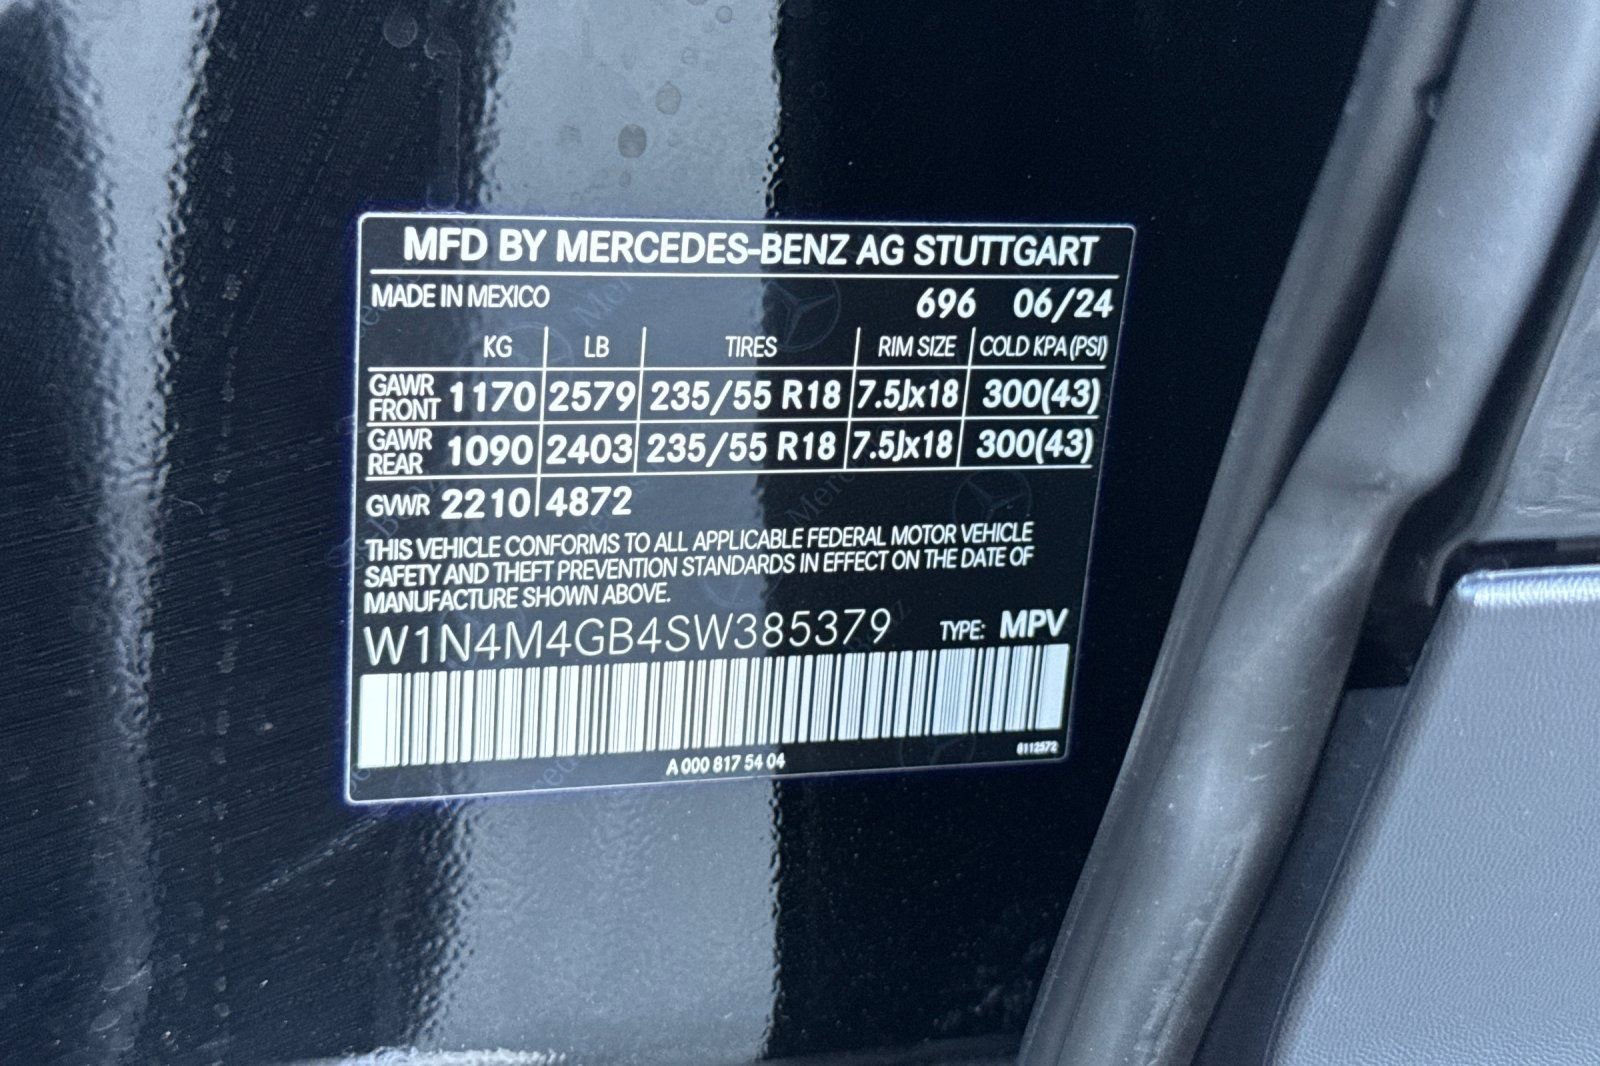 MFD BY MERCEDES-BENZ AG STUTTGART
MADE IN MEXICO 696 06/24
KG LB TIRES RIM SIZE COLD KPA (PSI)
GAWR FRONT 1170 2579 235/55 R18 7.5Jx18 300(43)
GAWR REAR 1090 2403 235/55 R18 7.5Jx18 300(43)
GVWR 2210 4872
THIS VEHICLE CONFORMS TO ALL APPLICABLE FEDERAL MOTOR VEHICLE
SAFETY AND THEFT PREVENTION STANDARDS IN EFFECT ON THE DATE OF
MANUFACTURE SHOWN ABOVE.
W1N4M4GB4SW385379 TYPE: MPV
A 000 817 54 04